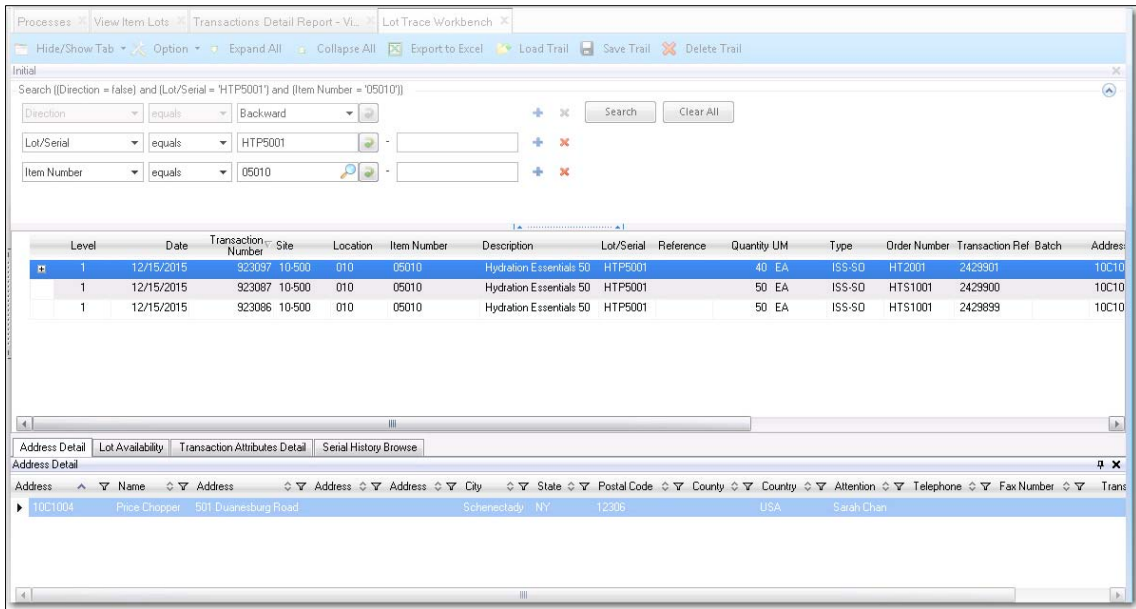 Processes View Item Lots Transactions Detail Report - Vi... Lot Trace Workbench
Hide/Show Tab Option Expand All Collapse All Export to Excel Load Trail Save Trail Delete Trail
Initial
Search ((Direction = false) and (Lot/Serial = 'HTP5001') and (Item Number = '05010'))
Direction equals Backward Search Clear All
Lot/Serial equals HTP5001 -
Item Number equals 05010 -
Level Date Transaction Number Site Location Item Number Description Lot/Serial Reference Quantity UM Type Order Number Transaction Ref Batch Addres
1 12/15/2015 923097 10-500 010 05010 Hydration Essentials 50 HTP5001 40 EA ISS-SO HT2001 2429901 10C10
1 12/15/2015 923087 10-500 010 05010 Hydration Essentials 50 HTP5001 50 EA ISS-SO HTS1001 2429900 10C10
1 12/15/2015 923086 10-500 010 05010 Hydration Essentials 50 HTP5001 50 EA ISS-SO HTS1001 2429899 10C10
Address Detail Lot Availability Transaction Attributes Detail Serial History Browse
Address Detail
Address Name Address Address Address City State Postal Code County Country Attention Telephone Fax Number Trans
10C1004 Price Chopper 501 Duanesburg Road Schenectady NY 12306 USA Sarah Chan